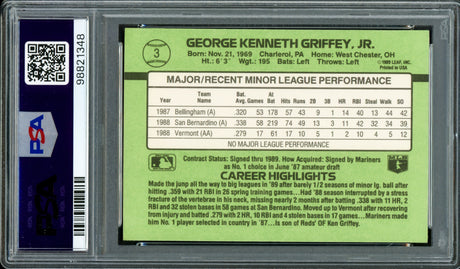 98821348
PSA
3
GEORGE KENNETH GRIFFEY, JR.
Born: Nov. 21, 1969 Charleroi, PA Home: West Chester, OH
Ht.: 6'3" Wgt.: 195 Bats: Left Throws: Left
© 1989 LEAF, INC.
Printed in USA
MAJOR/RECENT MINOR LEAGUE PERFORMANCE
Year Team Name Bat. Avg. Games At Bat Hits Runs 2B 3B HR RBI Steal Walk SO
1987 Bellingham (A) .320 53 178 57 43 9 1 14 40 13 44 42
1988 San Bernardino (A) .338 58 219 74 50 13 3 11 42 32 34 39
1988 Vermont (AA) .279 17 61 17 10 5 1 2 10 4 5 12
NO MAJOR LEAGUE PERFORMANCE
Contract Status: Signed thru 1989. How Acquired: Signed by Mariners
as No. 1 choice in June '87 amateur draft
CAREER HIGHLIGHTS
Made the jump all the way to big leagues in '89 after barely 1/2 seasons of minor lg. ball after
hitting .359 with 21 RBI in 26 spring training games...Had '88 season interrupted by a stress
fracture of the vertebrae in his neck, missing nearly 2 months after batting .338 with 11 HR, 2
RBI and 32 stolen bases in 58 games at San Bernardino. Moved up to Vermont after recovering
from injury and batted .279 with 2 HR, 10 RBI and 4 stolen bases in 17 games...Mariners made
him No. 1 player selected in country in '87...Is son of Reds' OF Ken Griffey.